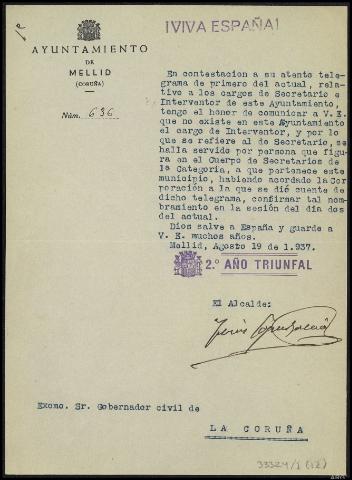 ¡VIVA ESPAÑA!
AYUNTAMIENTO
DE
MELLID
(CORUÑA)
Núm. 636
En contestacion a su atento tele-
grama de primero del actual, rela-
tivo a los cargos de Secretario e
Interventor de este Ayuntamiento,
tengo el honor de comunicar a V. E.
que no existe en este Ayuntamiento
el cargo de Interventor, y por lo
que se refiere al de Secretario, se
halla servido por persona que figu-
ra en el Cuerpo de Secretarios de
1ª Categoría, a que pertenece este
municipio, habiendo acordado la Cor-
poración a la que se dió cuente de
dicho telegrama, confirmar tal nom-
bramiento en la sesión del día dos
del actual.
Dios salve a España y guarde a
V. E. muchos años.
Mellid, Agosto 19 de 1.937.
2.º AÑO TRIUNFAL
El Alcalde:
Excmo. Sr. Gobernador civil de
LA CORUÑA
33324/1 (12)